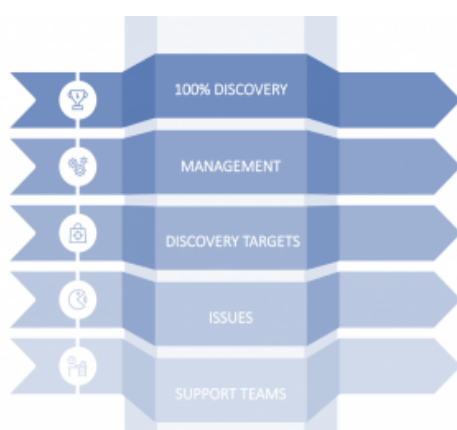 100% DISCOVERY
MANAGEMENT
DISCOVERY TARGETS
ISSUES
SUPPORT TEAMS